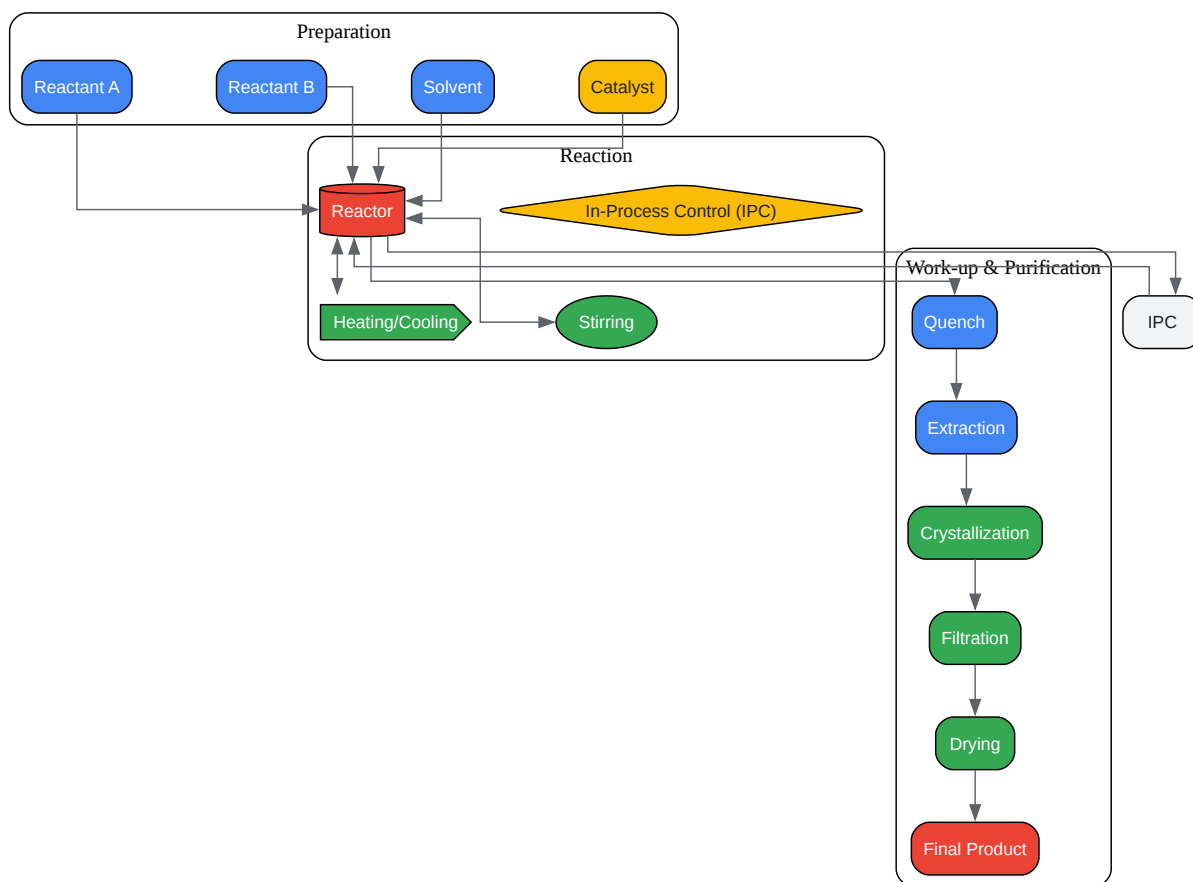 Preparation
Reactant A
Reactant B
Solvent
Catalyst
Reaction
Reactor
In-Process Control (IPC)
Heating/Cooling
Stirring
Work-up & Purification
Quench
IPC
Extraction
Crystallization
Filtration
Drying
Final Product